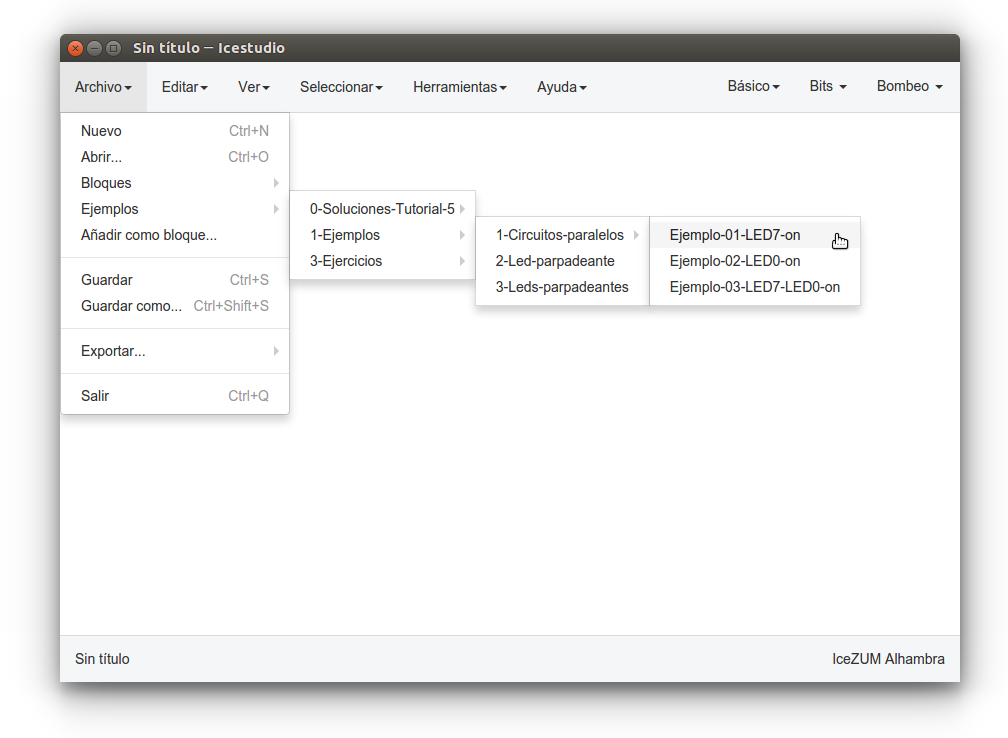 Sin título – Icestudio
Archivo Editar Ver Seleccionar Herramientas Ayuda Básico Bits Bombeo
Nuevo Ctrl+N
Abrir... Ctrl+O
Bloques
Ejemplos
Añadir como bloque...
Guardar Ctrl+S
Guardar como... Ctrl+Shift+S
Exportar...
Salir Ctrl+Q
0-Soluciones-Tutorial-5
1-Ejemplos
3-Ejercicios
1-Circuitos-paralelos
2-Led-parpadeante
3-Leds-parpadeantes
Ejemplo-01-LED7-on
Ejemplo-02-LED0-on
Ejemplo-03-LED7-LED0-on
Sin título IceZUM Alhambra